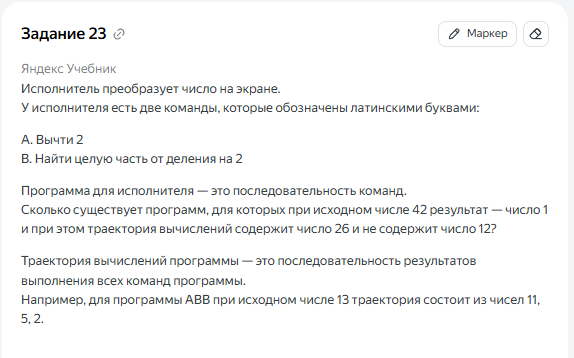 Задание 23
Маркер
Яндекс Учебник
Исполнитель преобразует число на экране.
У исполнителя есть две команды, которые обозначены латинскими буквами:
A. Вычти 2
B. Найти целую часть от деления на 2
Программа для исполнителя — это последовательность команд.
Сколько существует программ, для которых при исходном числе 42 результат — число 1
и при этом траектория вычислений содержит число 26 и не содержит число 12?
Траектория вычислений программы — это последовательность результатов
выполнения всех команд программы.
Например, для программы ABB при исходном числе 13 траектория состоит из чисел 11,
5, 2.